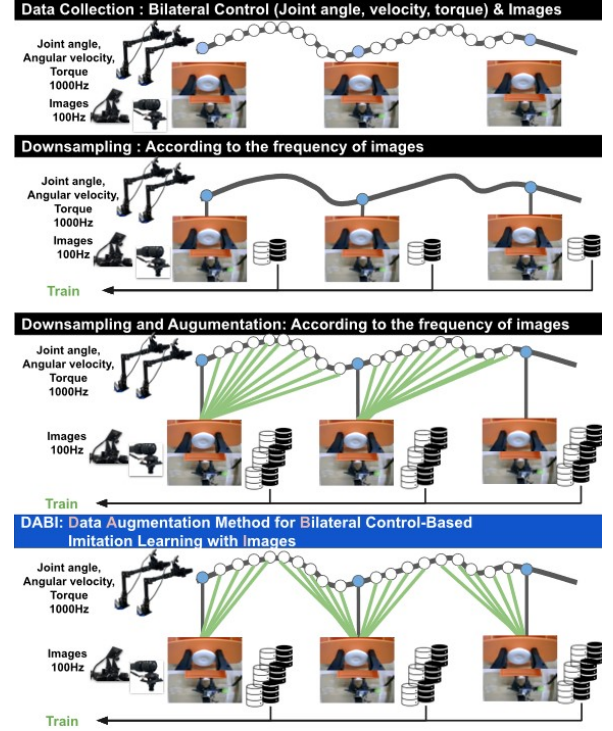 Data Collection : Bilateral Control (Joint angle, velocity, torque) & Images
Joint angle,
Angular velocity,
Torque
1000Hz
Images
100Hz
Downsampling : According to the frequency of images
Joint angle,
Angular velocity,
Torque
1000Hz
Images
100Hz
Train
Downsampling and Augumentation: According to the frequency of images
Joint angle,
Angular velocity,
Torque
1000Hz
Images
100Hz
Train
DABI: Data Augmentation Method for Bilateral Control-Based
Imitation Learning with Images
Joint angle,
Angular velocity,
Torque
1000Hz
Images
100Hz
Train